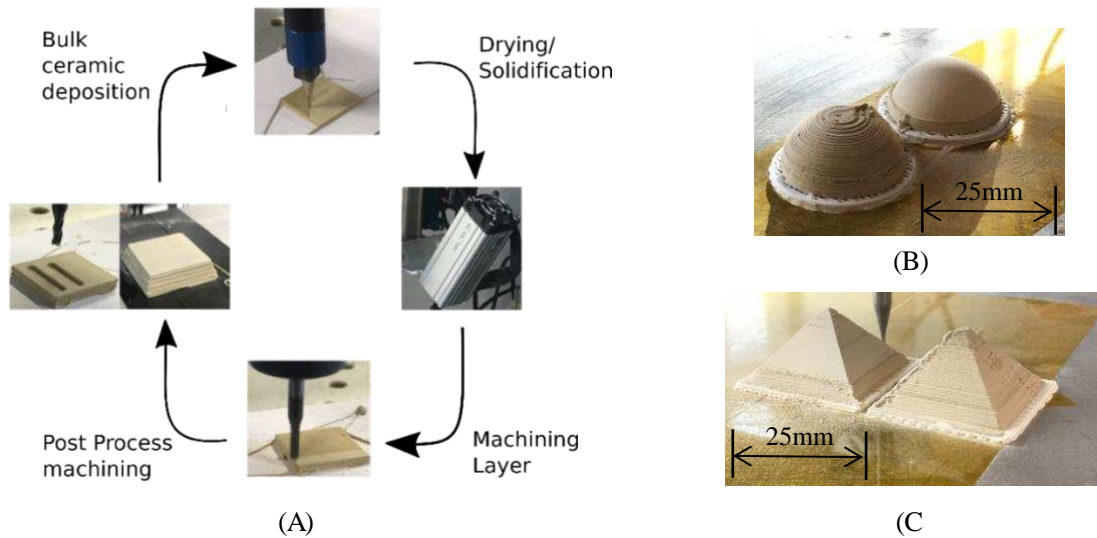 Bulk
ceramic
deposition
Drying/
Solidification
Post Process
machining
Machining
Layer
(A)
25mm
(B)
25mm
(C